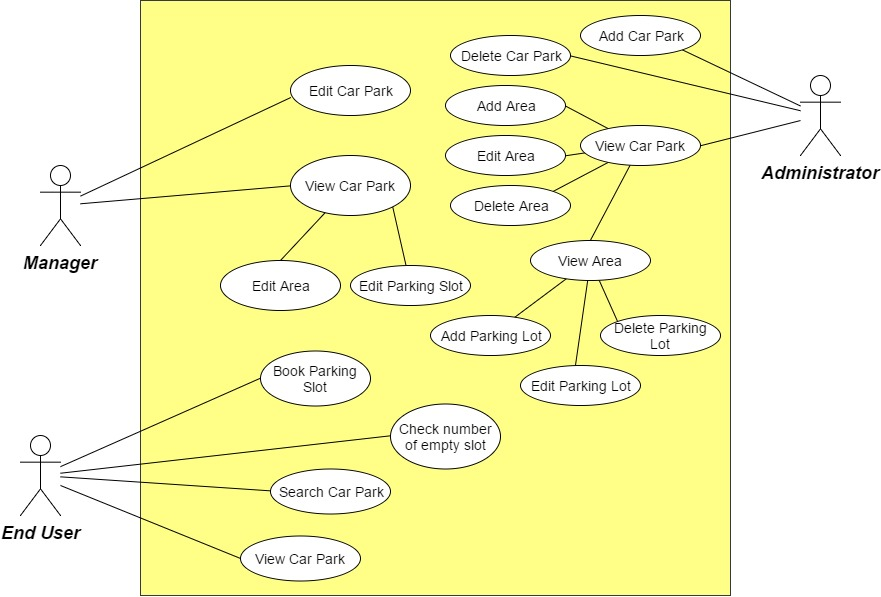 Add Car Park
Delete Car Park
Edit Car Park
Add Area
View Car Park
Edit Area
Administrator
View Car Park
Delete Area
Manager
View Area
Edit Area
Edit Parking Slot
Add Parking Lot
Delete Parking
Lot
Book Parking
Slot
Edit Parking Lot
Check number
of empty slot
Search Car Park
End User
View Car Park